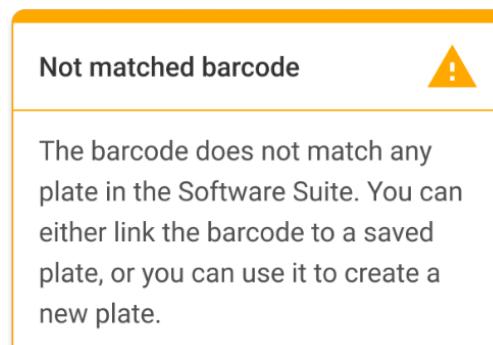 Not matched barcode
The barcode does not match any
plate in the Software Suite. You can
either link the barcode to a saved
plate, or you can use it to create a
new plate.